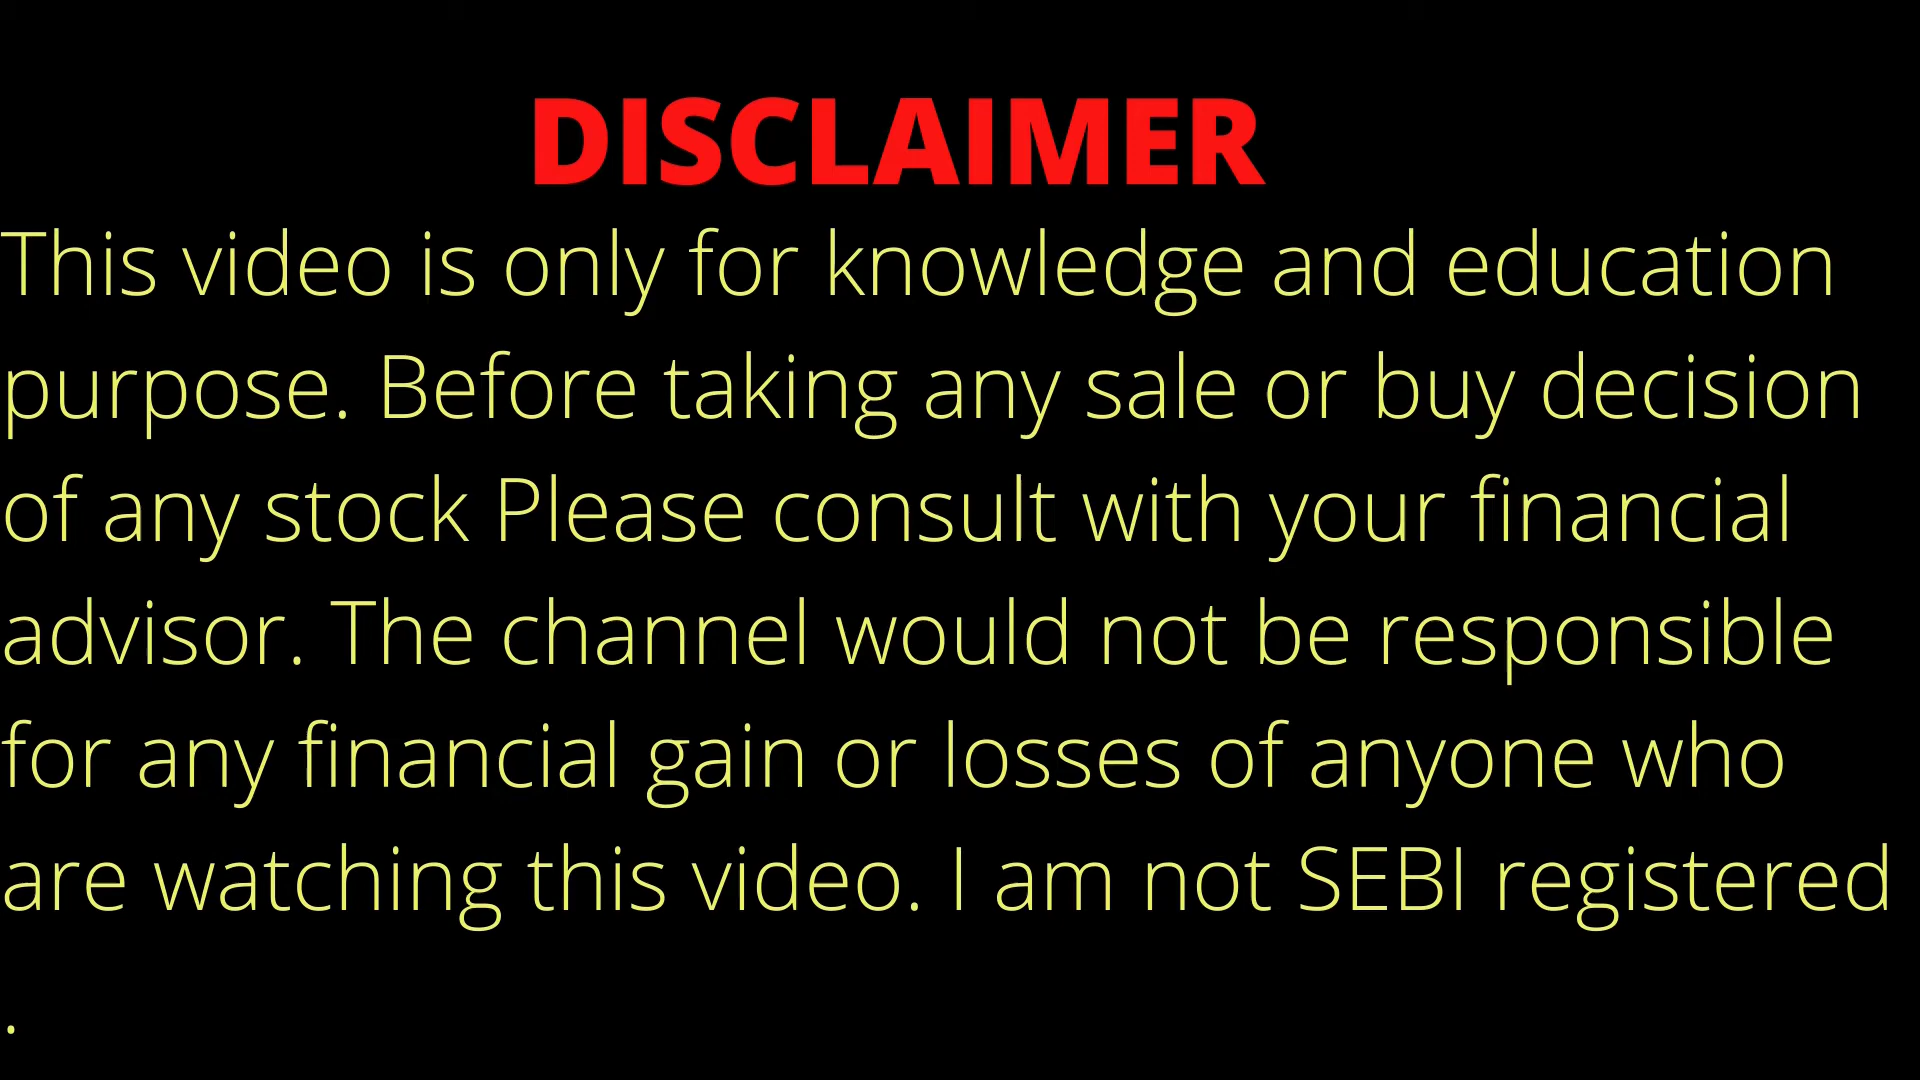 DISCLAIMER
This video is only for knowledge and education
purpose. Before taking any sale or buy decision
of any stock Please consult with your financial
advisor. The channel would not be responsible
for any financial gain or losses of anyone who
are watching this video. I am not SEBI registered
.